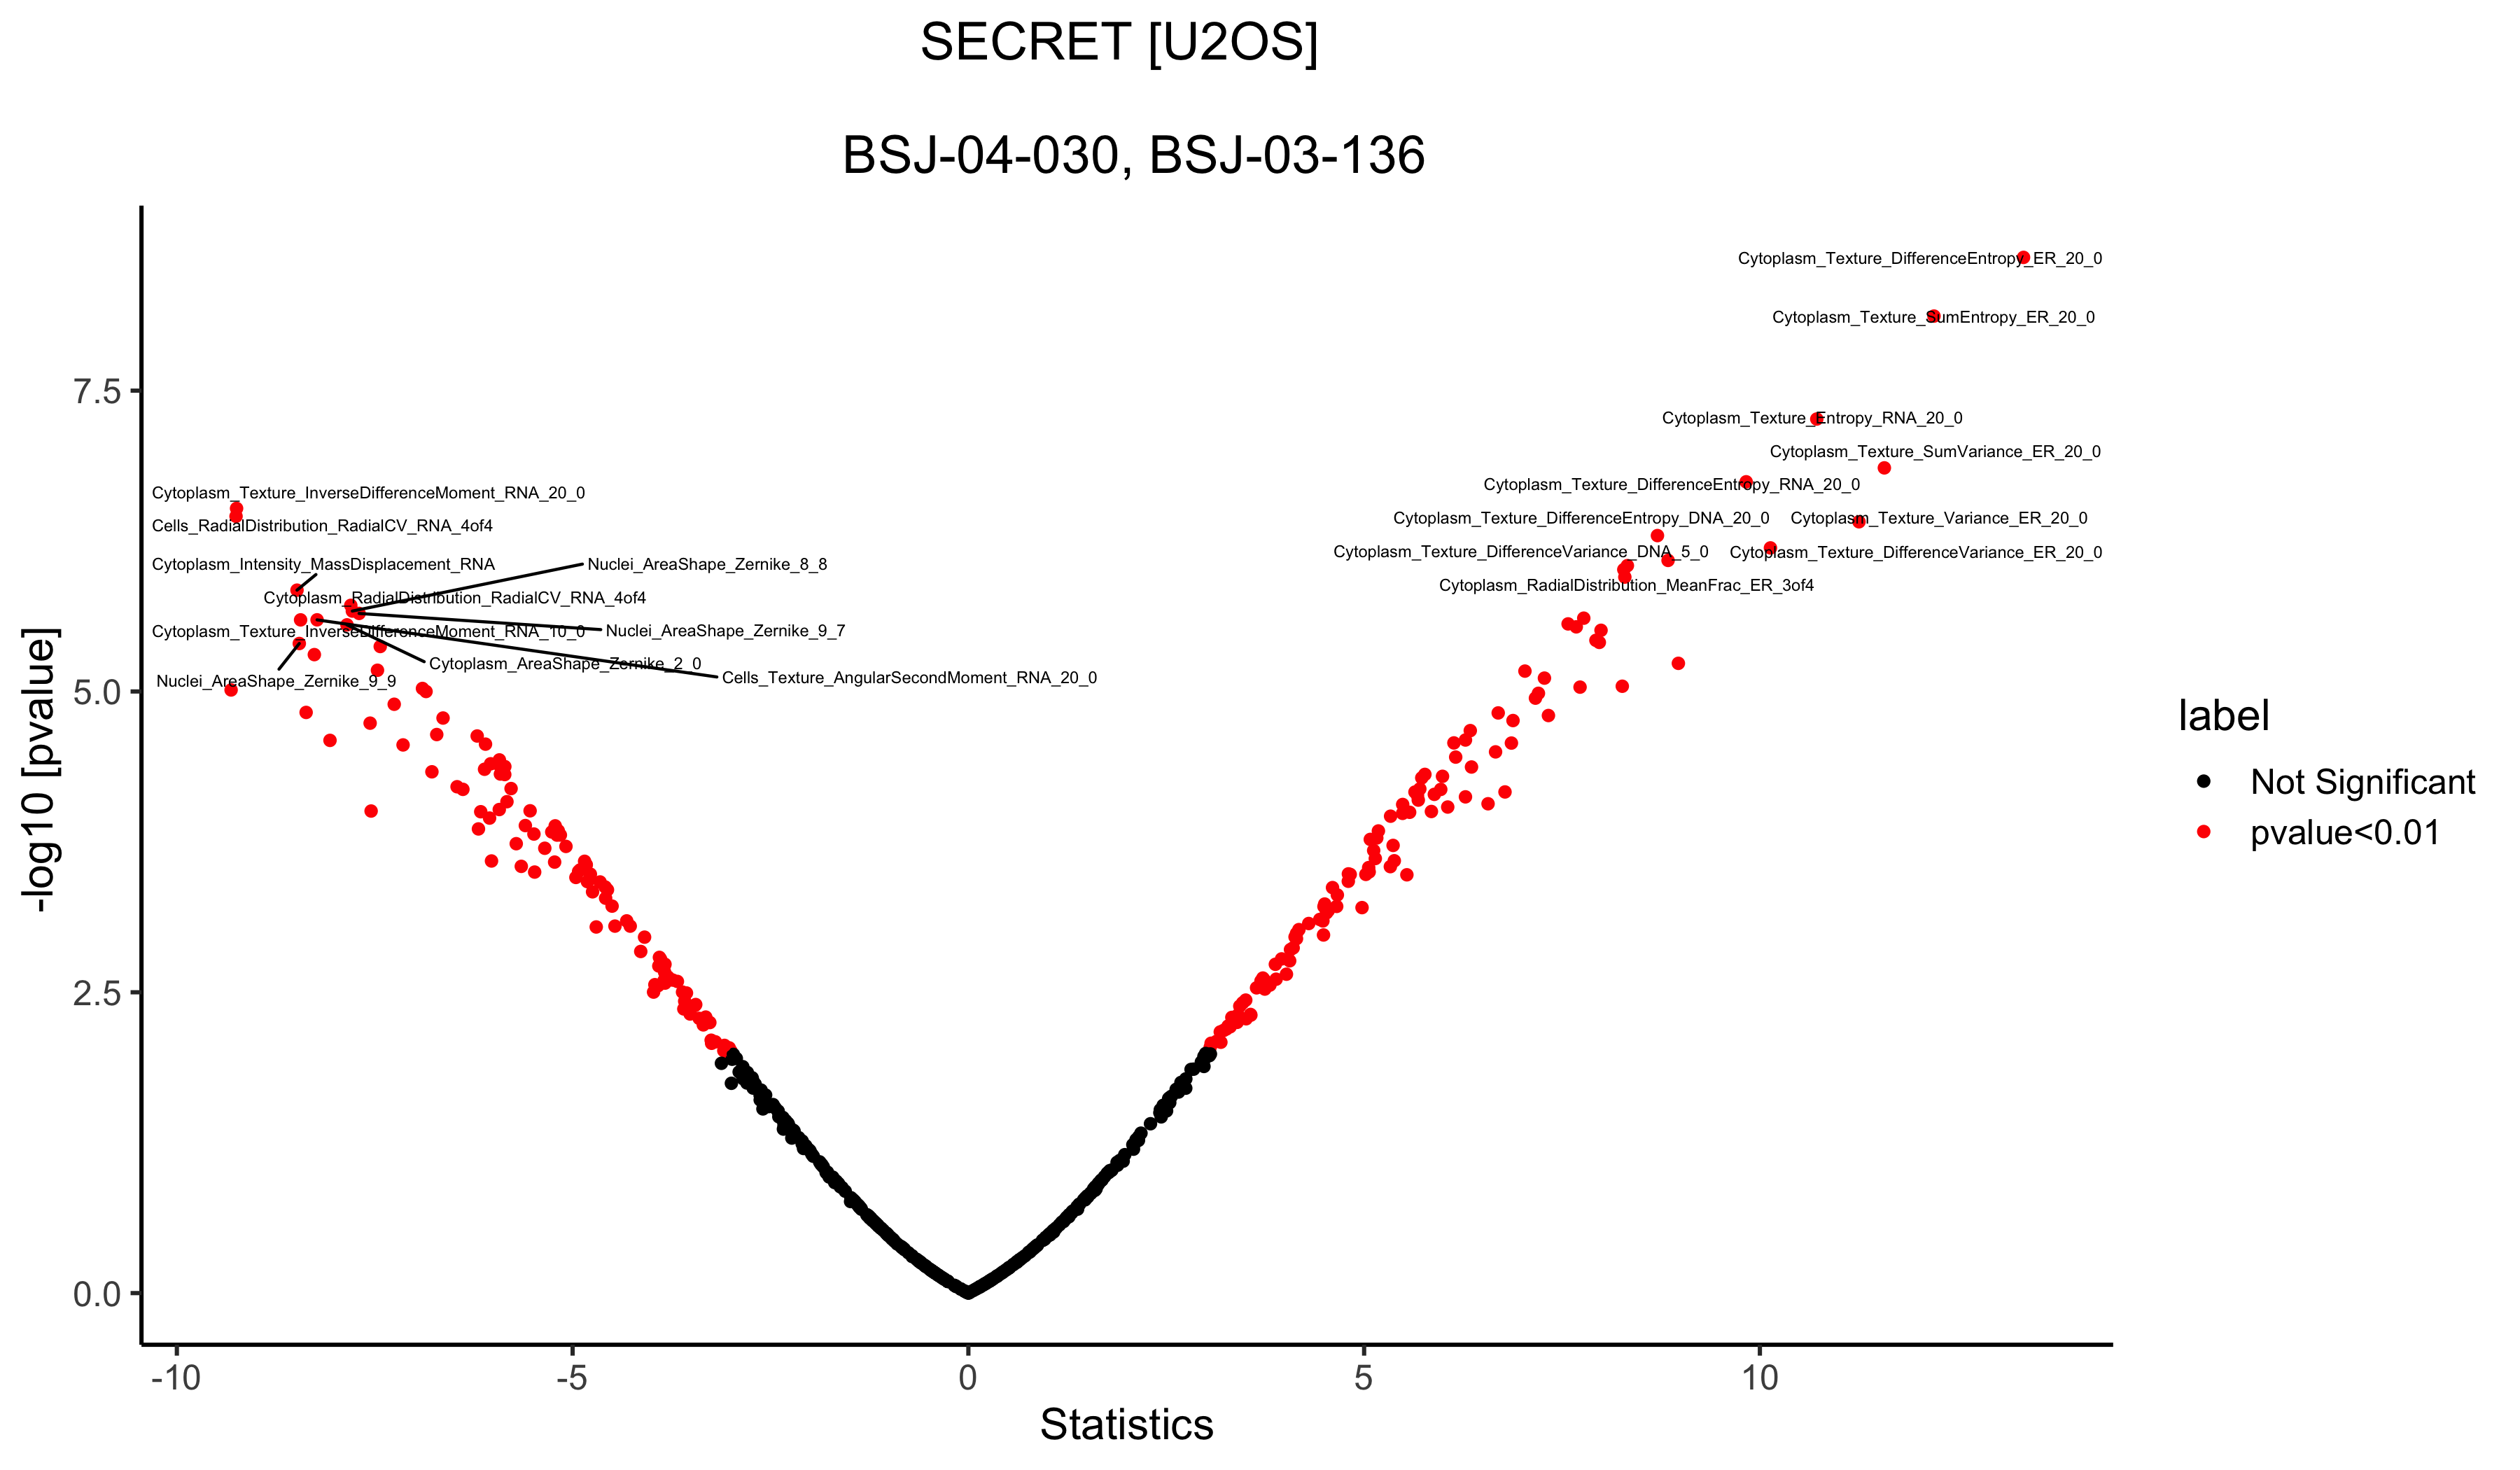 SECRET [U2OS]
BSJ-04-030, BSJ-03-136
Cytoplasm_Texture_DifferenceEntropy_ER_20_0
Cytoplasm_Texture_SumEntropy_ER_20_0
7.5
Cytoplasm_Texture_Entropy_RNA_20_0
Cytoplasm_Texture_SumVariance_ER_20_0
Cytoplasm_Texture_DifferenceEntropy_RNA_20_0
Cytoplasm_Texture_InverseDifferenceMoment_RNA_20_0
Cytoplasm_Texture_DifferenceEntropy_DNA_20_0
Cytoplasm_Texture_Variance_ER_20_0
Cells_RadialDistribution_RadialCV_RNA_4of4
Cytoplasm_Texture_DifferenceVariance_DNA_5_0
Cytoplasm_Texture_DifferenceVariance_ER_20_0
Cytoplasm_Intensity_MassDisplacement_RNA
Nuclei_AreaShape_Zernike_8_8
Cytoplasm_RadialDistribution_MeanFrac_ER_3of4
Cytoplasm_RadialDistribution_RadialCV_RNA_4of4
Cytoplasm_Texture_InverseDifferenceMoment_RNA_10_0
Nuclei_AreaShape_Zernike_9_7
Cytoplasm_AreaShape_Zernike_2_0
Cells_Texture_AngularSecondMoment_RNA_20_0
Nuclei_AreaShape_Zernike_9_9
5.0
2.5
0.0
-log10 [pvalue]
-10
-5
0
5
10
Statistics
label
Not Significant
pvalue<0.01